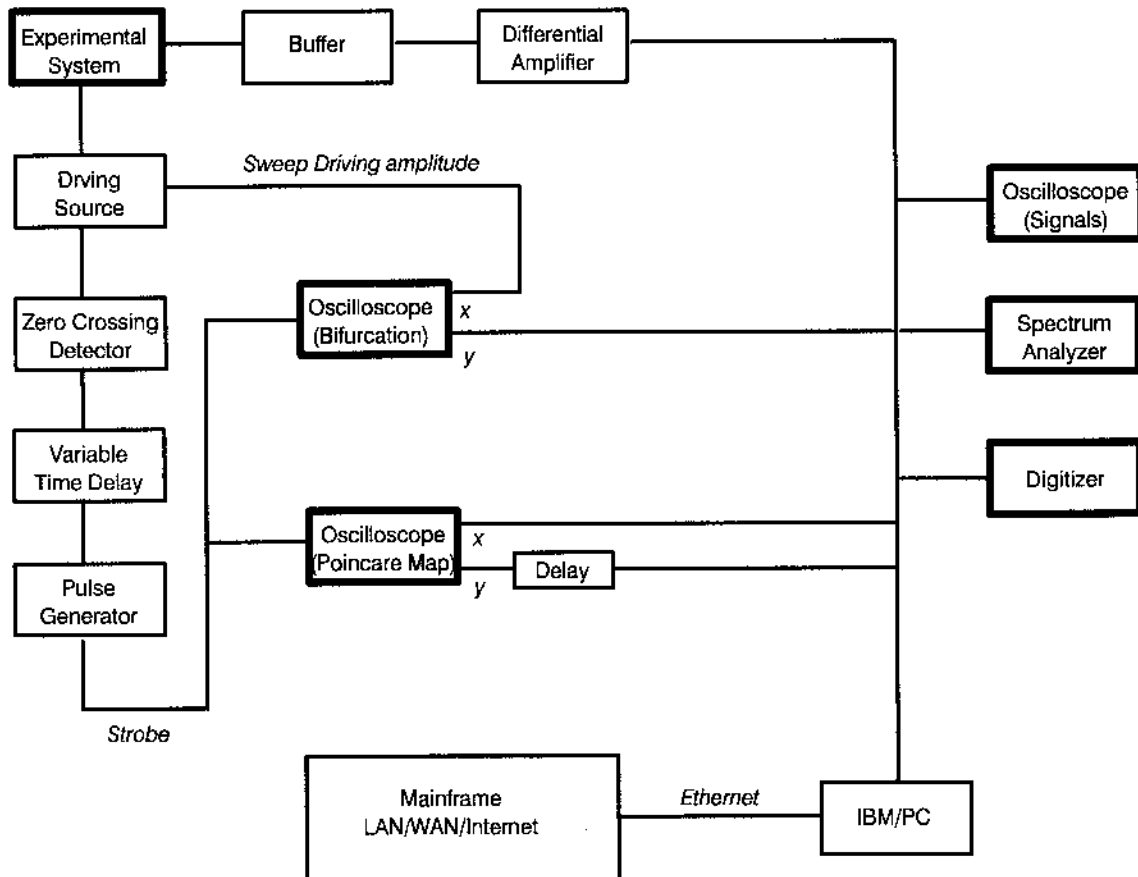 Experimental
System
Buffer
Differential
Amplifier
Sweep Driving amplitude
Drving
Source
Oscilloscope
(Signals)
Oscilloscope
(Bifurcation)
x
y
Zero Crossing
Detector
Spectrum
Analyzer
Variable
Time Delay
Digitizer
Oscilloscope
(Poincare Map)
x
y
Delay
Pulse
Generator
Strobe
Mainframe
LAN/WAN/Internet
Ethernet
IBM/PC